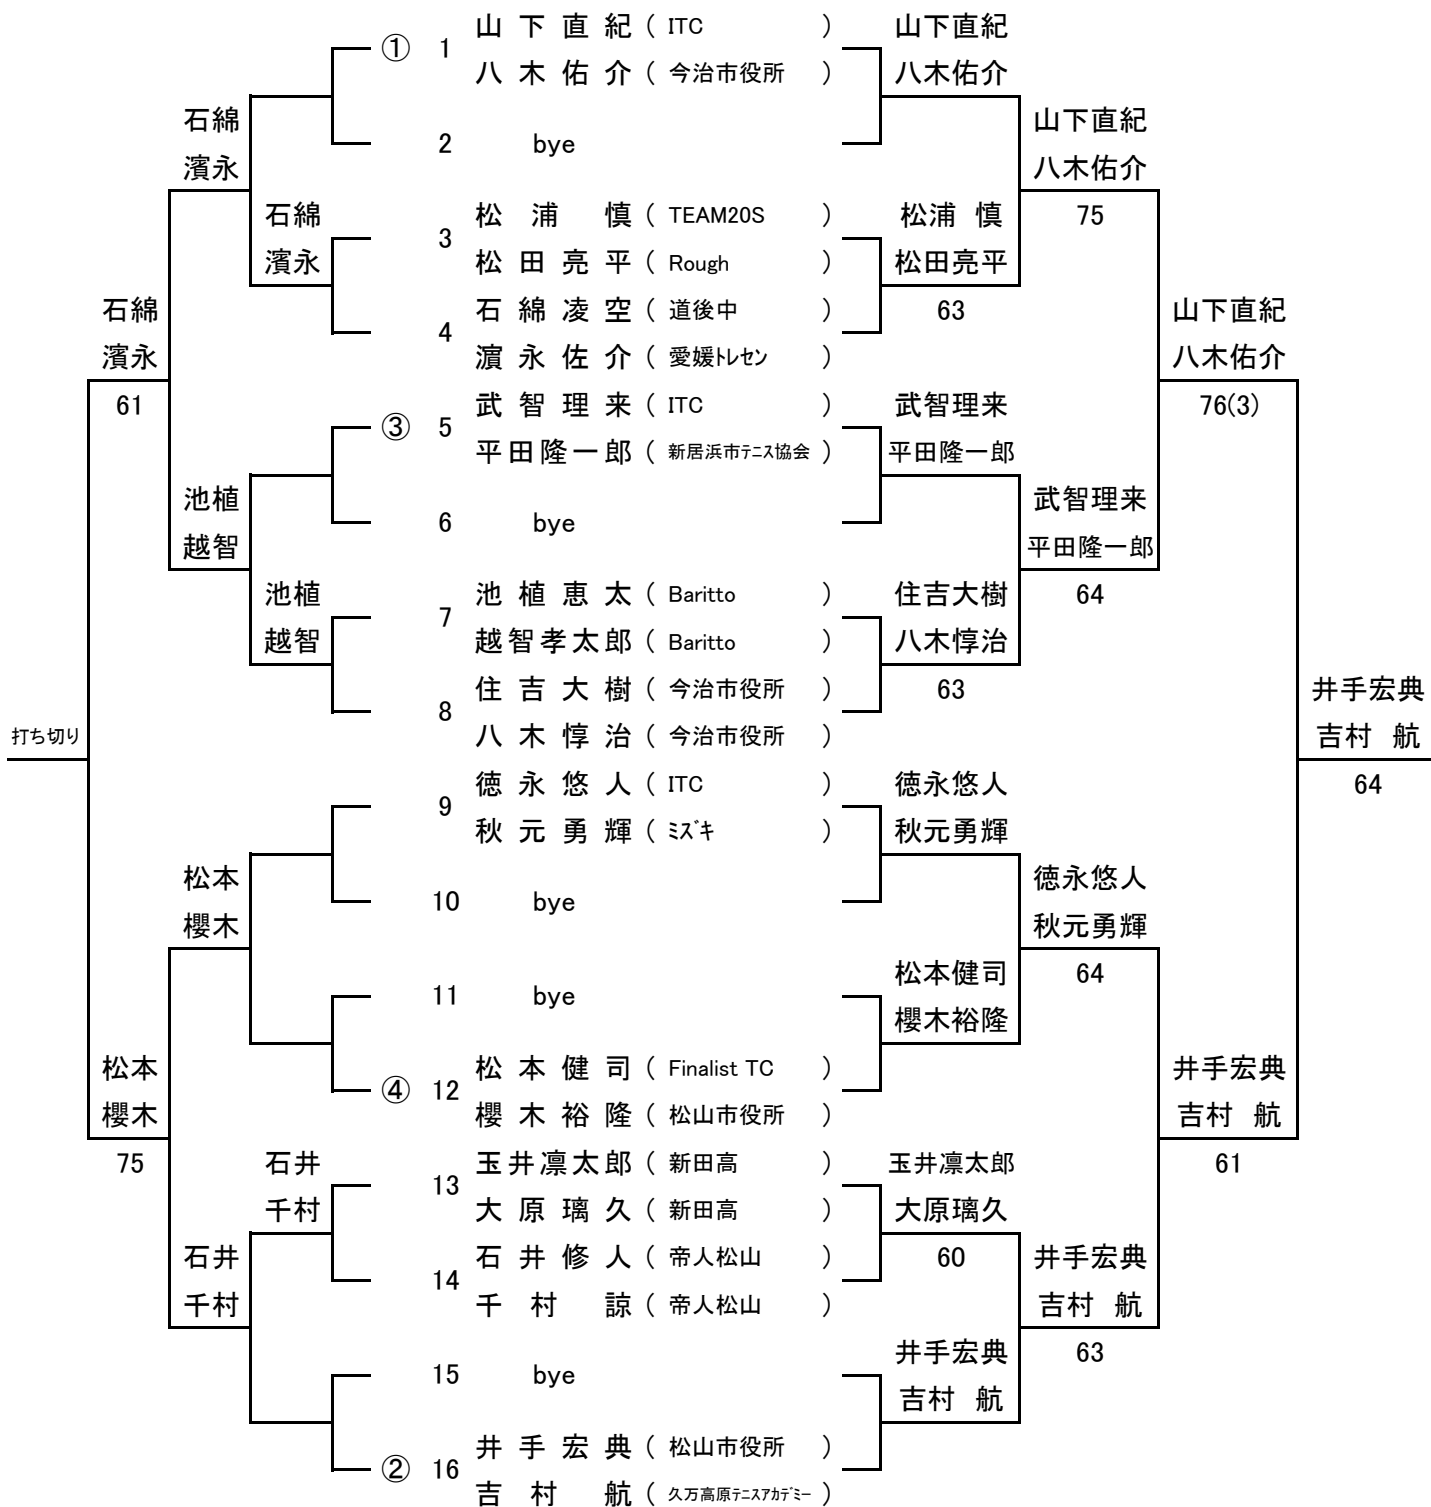 ① 1 山下直紀 ( ITC ) 山下直紀
八木佑介 ( 今治市役所 ) 八木佑介
石綿 山下直紀
2 bye
濱永 八木佑介
石綿 松浦 慎 ( TEAM20S ) 松浦 慎 75
3
濱永 松田亮平 ( Rough ) 松田亮平
石綿 石綿凌空 ( 道後中 ) 63 山下直紀
4
濱永 濵永佐介 ( 愛媛トレセン ) 八木佑介
61 武智理来 ( ITC ) 武智理来 76(3)
③ 5
平田隆一郎 ( 新居浜市テニス協会 ) 平田隆一郎
池植 武智理来
6 bye
越智 平田隆一郎
池植 池植恵太 ( Baritto ) 住吉大樹 64
7
越智 越智孝太郎 ( Baritto ) 八木惇治
住吉大樹 ( 今治市役所 ) 63 井手宏典
8
打ち切り 八木惇治 ( 今治市役所 ) 吉村 航
徳永悠人 ( ITC ) 徳永悠人 64
9
秋元勇輝 ( ミズキ ) 秋元勇輝
松本 徳永悠人
10 bye
櫻木 秋元勇輝
松本健司 64
11 bye
櫻木裕隆
松本 松本健司 ( Finalist TC ) 井手宏典
④ 12
櫻木 櫻木裕隆 ( 松山市役所 ) 吉村 航
75 石井 玉井凛太郎 ( 新田高 ) 玉井凛太郎 61
13
千村 大原璃久 ( 新田高 ) 大原璃久
石井 石井修人 ( 帝人松山 ) 60 井手宏典
14
千村 千村 諒 ( 帝人松山 ) 吉村 航
井手宏典 63
15 bye
吉村 航
井手宏典 ( 松山市役所 )
② 16
吉村 航 ( 久万高原テニスアカデミー )